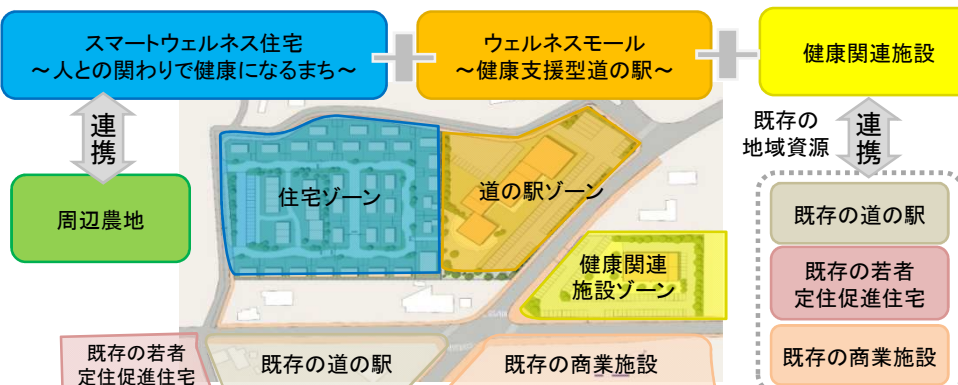 スマートウェルネス住宅
～人との関わりで健康になるまち～
ウェルネスモール
～健康支援型道の駅～
健康関連施設
連携
既存の
地域資源
連携
周辺農地
住宅ゾーン
道の駅ゾーン
健康関連
施設ゾーン
既存の道の駅
既存の若者
定住促進住宅
既存の商業施設
既存の若者
定住促進住宅
既存の道の駅
既存の商業施設